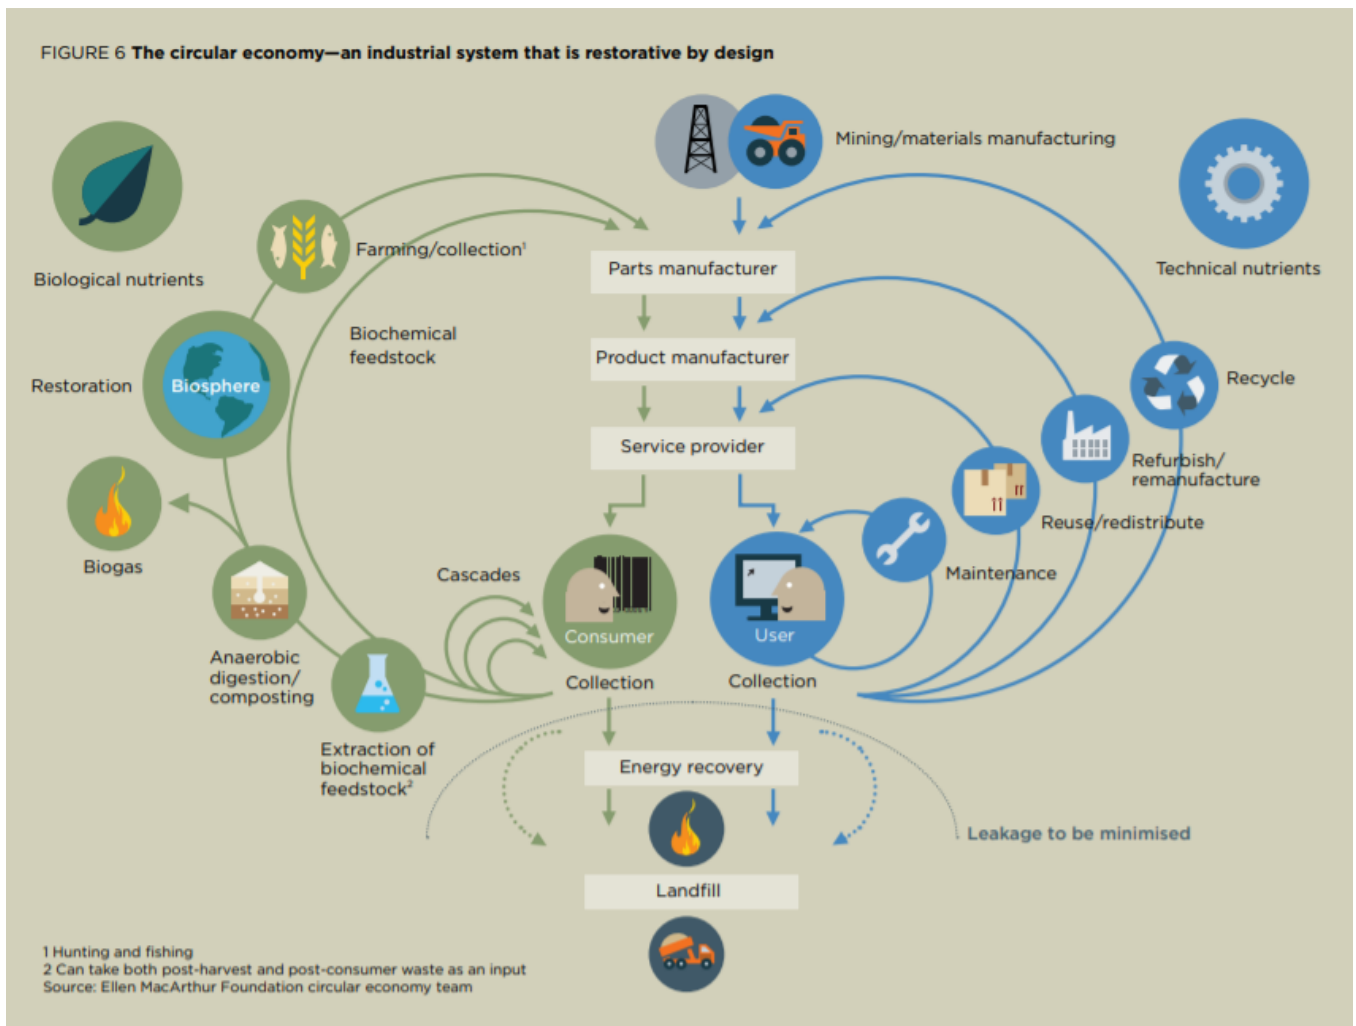 FIGURE 6 The circular economy—an industrial system that is restorative by design
Mining/materials manufacturing
Biological nutrients
Technical nutrients
Farming/collection¹
Parts manufacturer
Biochemical
feedstock
Product manufacturer
Restoration
Biosphere
Recycle
Service provider
Refurbish/
remanufacture
Reuse/redistribute
Biogas
Cascades
Maintenance
Consumer
User
Anaerobic
digestion/
composting
Collection
Collection
Extraction of
biochemical
feedstock²
Energy recovery
Leakage to be minimised
Landfill
1 Hunting and fishing
2 Can take both post-harvest and post-consumer waste as an input
Source: Ellen MacArthur Foundation circular economy team